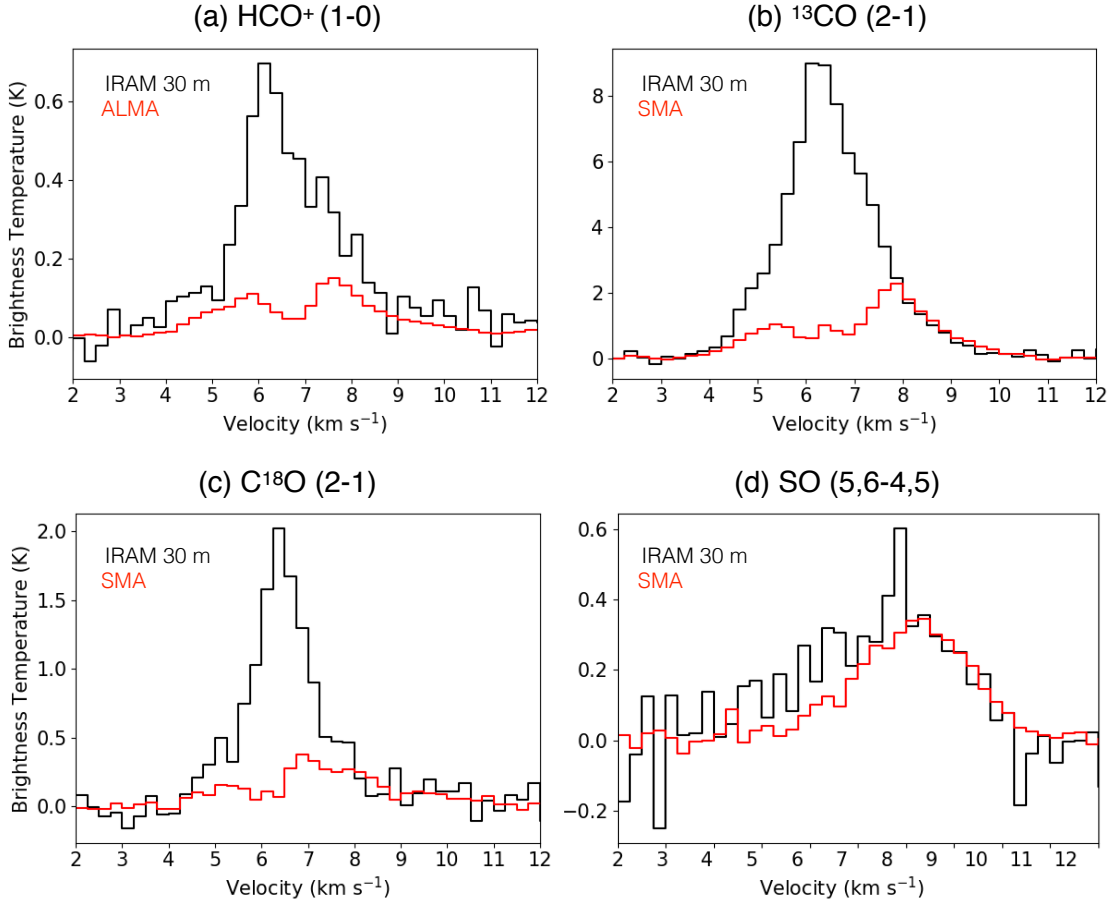 (a) HCO⁺ (1-0)
IRAM 30 m
ALMA
Brightness Temperature (K)
0.6
0.4
0.2
0.0
2 3 4 5 6 7 8 9 10 11 12
Velocity (km s⁻¹)
(b) ¹³CO (2-1)
IRAM 30 m
SMA
8
6
4
2
0
2 3 4 5 6 7 8 9 10 11 12
Velocity (km s⁻¹)
(c) C¹⁸O (2-1)
IRAM 30 m
SMA
Brightness Temperature (K)
2.0
1.5
1.0
0.5
0.0
2 3 4 5 6 7 8 9 10 11 12
Velocity (km s⁻¹)
(d) SO (5,6-4,5)
IRAM 30 m
SMA
0.6
0.4
0.2
0.0
−0.2
2 3 4 5 6 7 8 9 10 11 12
Velocity (km s⁻¹)